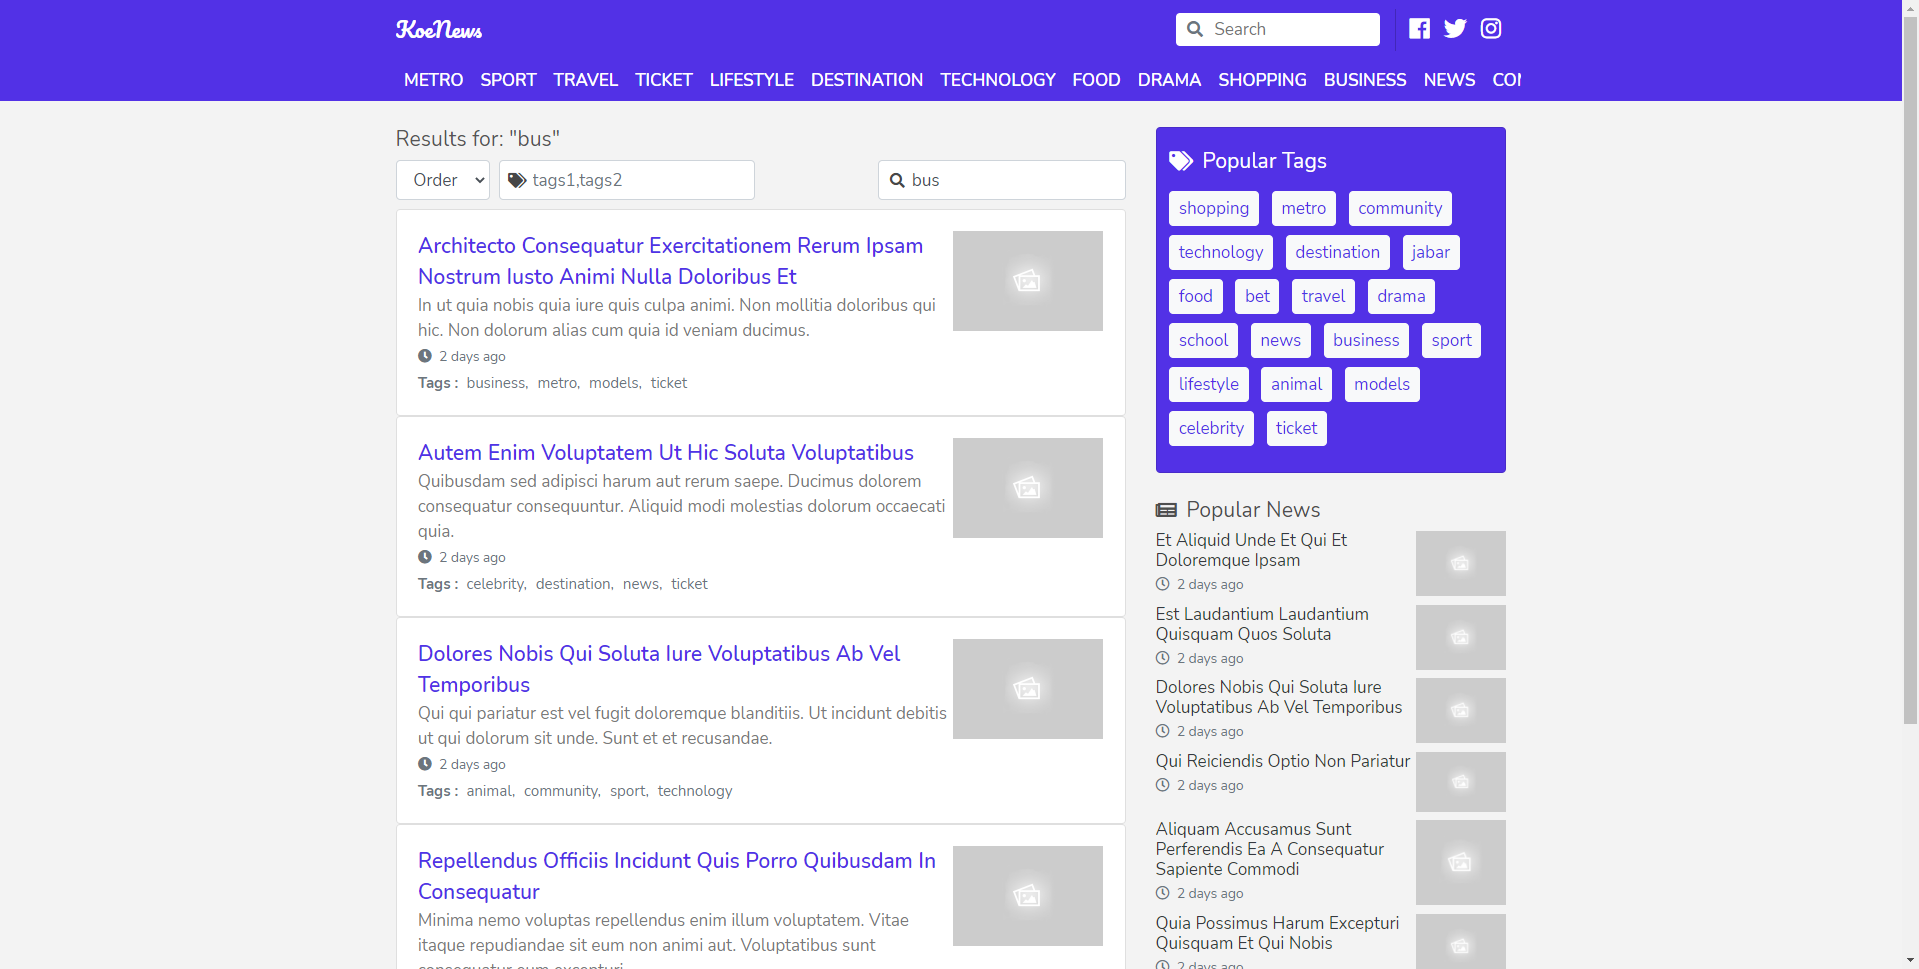 KoeNews
Search
METRO SPORT TRAVEL TICKET LIFESTYLE DESTINATION TECHNOLOGY FOOD DRAMA SHOPPING BUSINESS NEWS
Results for: "bus"
Order tags1,tags2 bus
Architecto Consequatur Exercitationem Rerum Ipsam
Nostrum Iusto Animi Nulla Doloribus Et
In ut quia nobis quia iure quis culpa animi. Non mollitia doloribus qui
hic. Non dolorum alias cum quia id veniam ducimus.
2 days ago
Tags : business, metro, models, ticket
Autem Enim Voluptatem Ut Hic Soluta Voluptatibus
Quibusdam sed adipisci harum aut rerum saepe. Ducimus dolorem
consequatur consequuntur. Aliquid modi molestias dolorum occaecati
quia.
2 days ago
Tags : celebrity, destination, news, ticket
Dolores Nobis Qui Soluta Iure Voluptatibus Ab Vel
Temporibus
Qui qui pariatur est vel fugit doloremque blanditiis. Ut incidunt debitis
ut qui dolorum sit unde. Sunt et et recusandae.
2 days ago
Tags : animal, community, sport, technology
Repellendus Officiis Incidunt Quis Porro Quibusdam In
Consequatur
Minima nemo voluptas repellendus enim illum voluptatem. Vitae
itaque repudiandae sit eum non animi aut. Voluptatibus sunt
consequatur eum excepturi
Popular Tags
shopping metro community
technology destination jabar
food bet travel drama
school news business sport
lifestyle animal models
celebrity ticket
Popular News
Et Aliquid Unde Et Qui Et
Doloremque Ipsam
2 days ago
Est Laudantium Laudantium
Quisquam Quos Soluta
2 days ago
Dolores Nobis Qui Soluta Iure
Voluptatibus Ab Vel Temporibus
2 days ago
Qui Reiciendis Optio Non Pariatur
2 days ago
Aliquam Accusamus Sunt
Perferendis Ea A Consequatur
Sapiente Commodi
2 days ago
Quia Possimus Harum Excepturi
Quisquam Et Qui Nobis
2 days ago